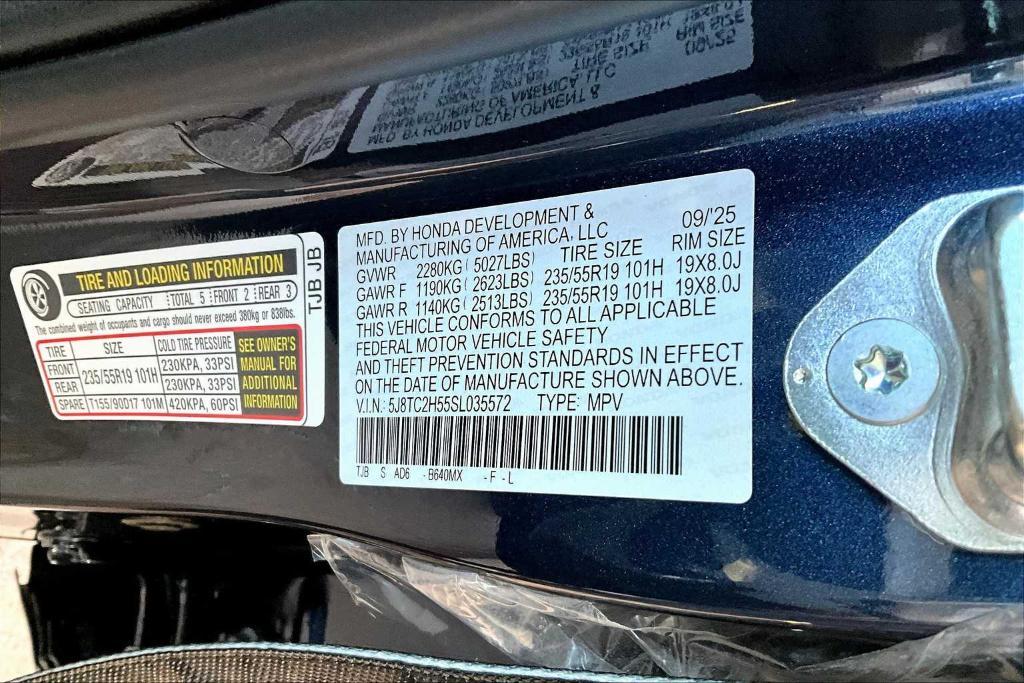 TIRE AND LOADING INFORMATION
SEATING CAPACITY TOTAL 5 FRONT 2 REAR 3
The combined weight of occupants and cargo should never exceed 380kg or 838lbs.
TIRE SIZE COLD TIRE PRESSURE
FRONT 235/55R19 101H 230KPA, 33PSI
REAR 230KPA, 33PSI
SPARE T155/90D17 101M 420KPA, 60PSI
SEE OWNER'S
MANUAL FOR
ADDITIONAL
INFORMATION
TJB JB
MFD. BY HONDA DEVELOPMENT & 09/'25
MANUFACTURING OF AMERICA, LLC
TIRE SIZE RIM SIZE
GVWR 2280KG ( 5027LBS)
GAWR F 1190KG ( 2623LBS) 235/55R19 101H 19X8.0J
GAWR R 1140KG ( 2513LBS) 235/55R19 101H 19X8.0J
THIS VEHICLE CONFORMS TO ALL APPLICABLE
FEDERAL MOTOR VEHICLE SAFETY
AND THEFT PREVENTION STANDARDS IN EFFECT
ON THE DATE OF MANUFACTURE SHOWN ABOVE.
V.I.N.: 5J8TC2H55SL035572 TYPE: MPV
TJB S AD6 -B640MX -F-L